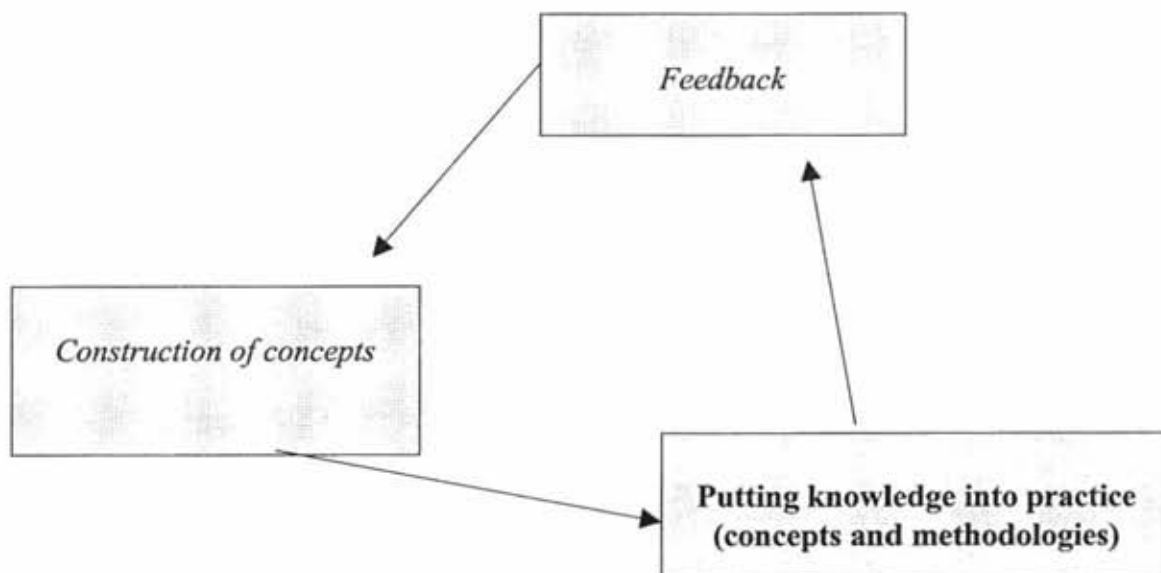 Feedback
Construction of concepts
Putting knowledge into practice
(concepts and methodologies)